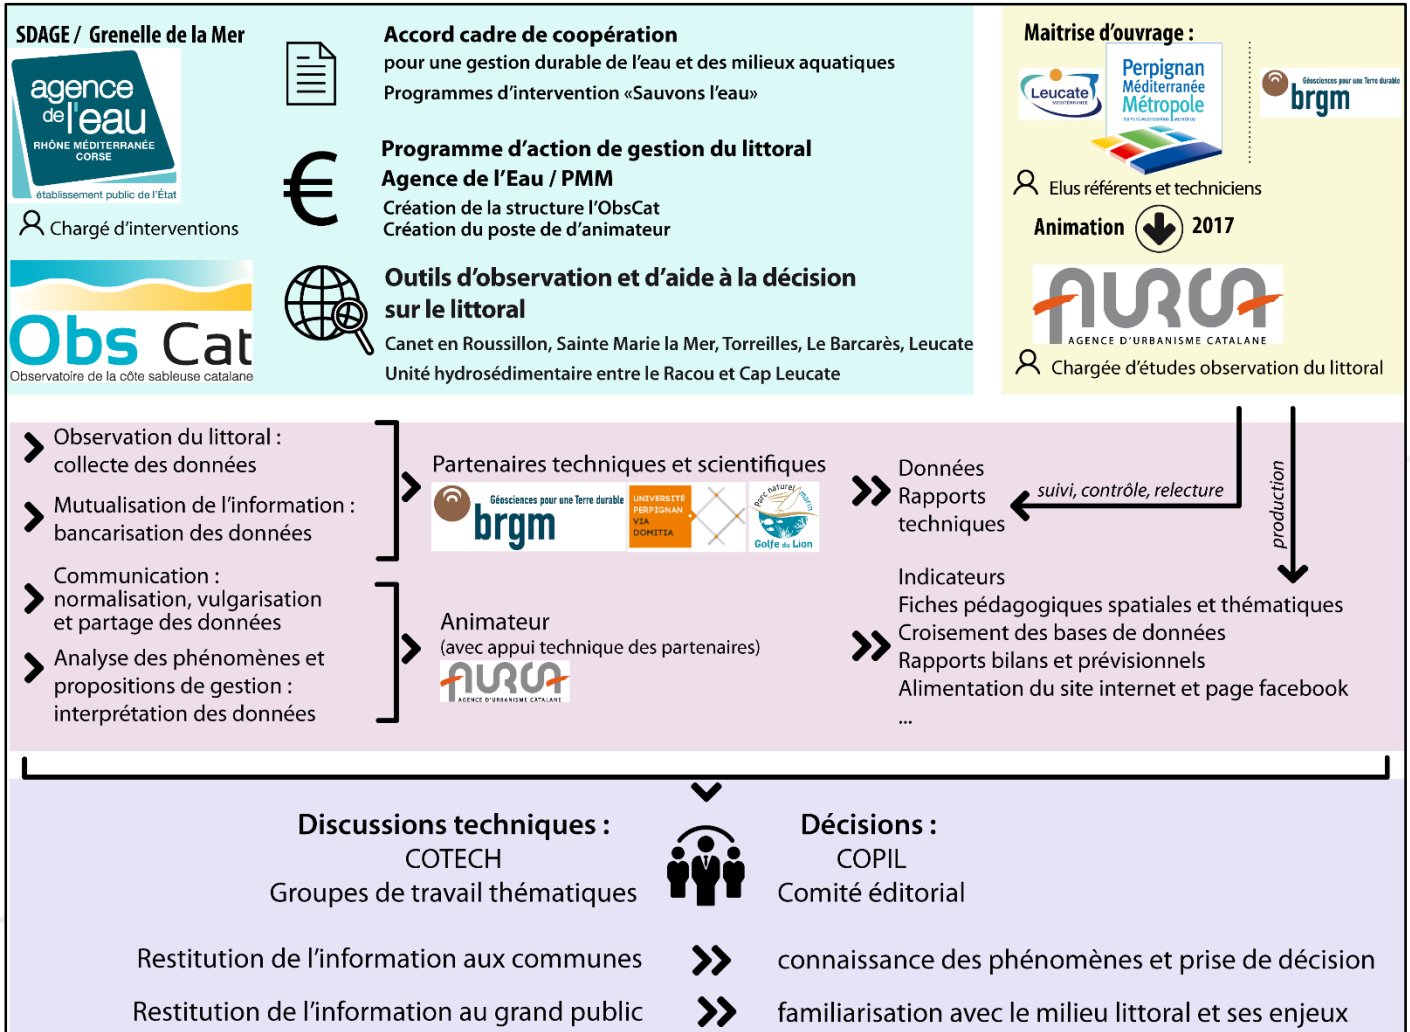 SDAGE / Grenelle de la Mer
agence
de l'eau
RHÔNE MÉDITERRANÉE
CORSE
établissement public de l'État
Chargé d'interventions
Obs Cat
Observatoire de la côte sableuse catalane
Accord cadre de coopération
pour une gestion durable de l'eau et des milieux aquatiques
Programmes d'intervention «Sauvons l'eau»
€
Programme d'action de gestion du littoral
Agence de l'Eau / PMM
Création de la structure l'ObsCat
Création du poste de d'animateur
Outils d'observation et d'aide à la décision
sur le littoral
Canet en Roussillon, Sainte Marie la Mer, Torreilles, Le Barcarès, Leucate
Unité hydrosédimentaire entre le Racou et Cap Leucate
Maitrise d'ouvrage :
Leucate
MÉDITERRANÉE
Perpignan
Méditerranée
Métropole
Géosciences pour une Terre durable
brgm
Elus référents et techniciens
Animation 2017
AURCA
AGENCE D'URBANISME CATALANE
Chargée d'études observation du littoral
Observation du littoral :
collecte des données
Mutualisation de l'information :
bancarisation des données
Communication :
normalisation, vulgarisation
et partage des données
Analyse des phénomènes et
propositions de gestion :
interprétation des données
Partenaires techniques et scientifiques
Géosciences pour une Terre durable
brgm
UNIVERSITÉ
PERPIGNAN
VIA
DOMITIA
Parc naturel marin
Golfe du Lion
Animateur
(avec appui technique des partenaires)
AURCA
AGENCE D'URBANISME CATALANE
Données
Rapports
techniques
suivi, contrôle, relecture
production
Indicateurs
Fiches pédagogiques spatiales et thématiques
Croisement des bases de données
Rapports bilans et prévisionnels
Alimentation du site internet et page facebook
...
Discussions techniques :
COTECH
Groupes de travail thématiques
Décisions :
COPIL
Comité éditorial
Restitution de l'information aux communes
connaissance des phénomènes et prise de décision
Restitution de l'information au grand public
familiarisation avec le milieu littoral et ses enjeux